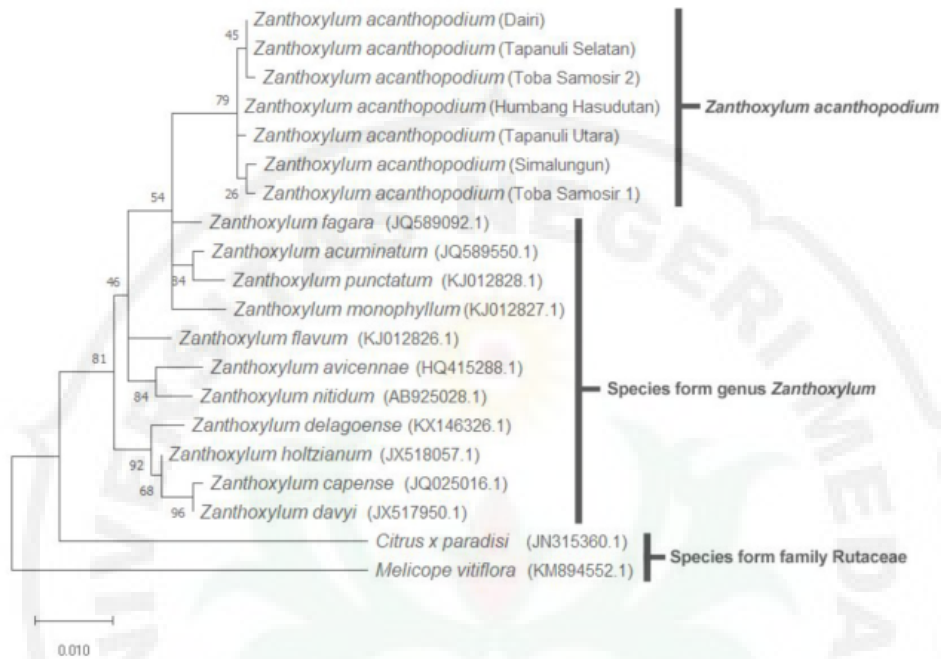 Zanthoxylum acanthopodium (Dairi)
45
Zanthoxylum acanthopodium (Tapanuli Selatan)
Zanthoxylum acanthopodium (Toba Samosir 2)
79
Zanthoxylum acanthopodium (Humbang Hasudutan)
Zanthoxylum acanthopodium
Zanthoxylum acanthopodium (Tapanuli Utara)
Zanthoxylum acanthopodium (Simalungun)
26
Zanthoxylum acanthopodium (Toba Samosir 1)
54
Zanthoxylum fagara (JQ589092.1)
Zanthoxylum acuminatum (JQ589550.1)
84
Zanthoxylum punctatum (KJ012828.1)
46
Zanthoxylum monophyllum (KJ012827.1)
Zanthoxylum flavum (KJ012826.1)
81
Zanthoxylum avicennae (HQ415288.1)
Species form genus Zanthoxylum
84
Zanthoxylum nitidum (AB925028.1)
Zanthoxylum delagoense (KX146326.1)
92
Zanthoxylum holtzianum (JX518057.1)
68
Zanthoxylum capense (JQ025016.1)
96
Zanthoxylum davyi (JX517950.1)
Citrus x paradisi (JN315360.1)
Species form family Rutaceae
Melicope vitiflora (KM894552.1)
0.010